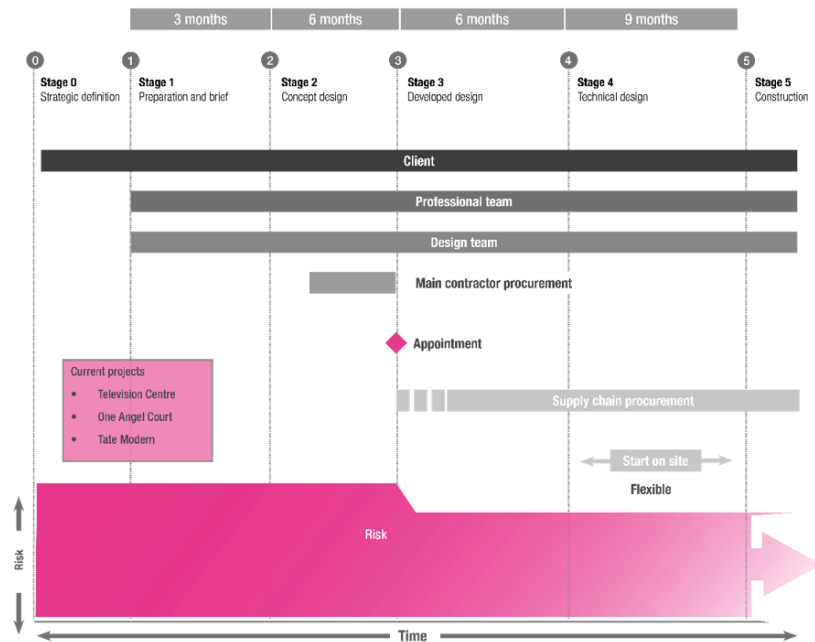 3 months
6 months
6 months
9 months
0
1
2
3
4
5
Stage 0
Strategic definition
Stage 1
Preparation and brief
Stage 2
Concept design
Stage 3
Developed design
Stage 4
Technical design
Stage 5
Construction
Client
Professional team
Design team
Main contractor procurement
Appointment
Current projects
• Television Centre
• One Angel Court
• Tate Modern
Supply chain procurement
Start on site
Flexible
Risk
Risk
Time